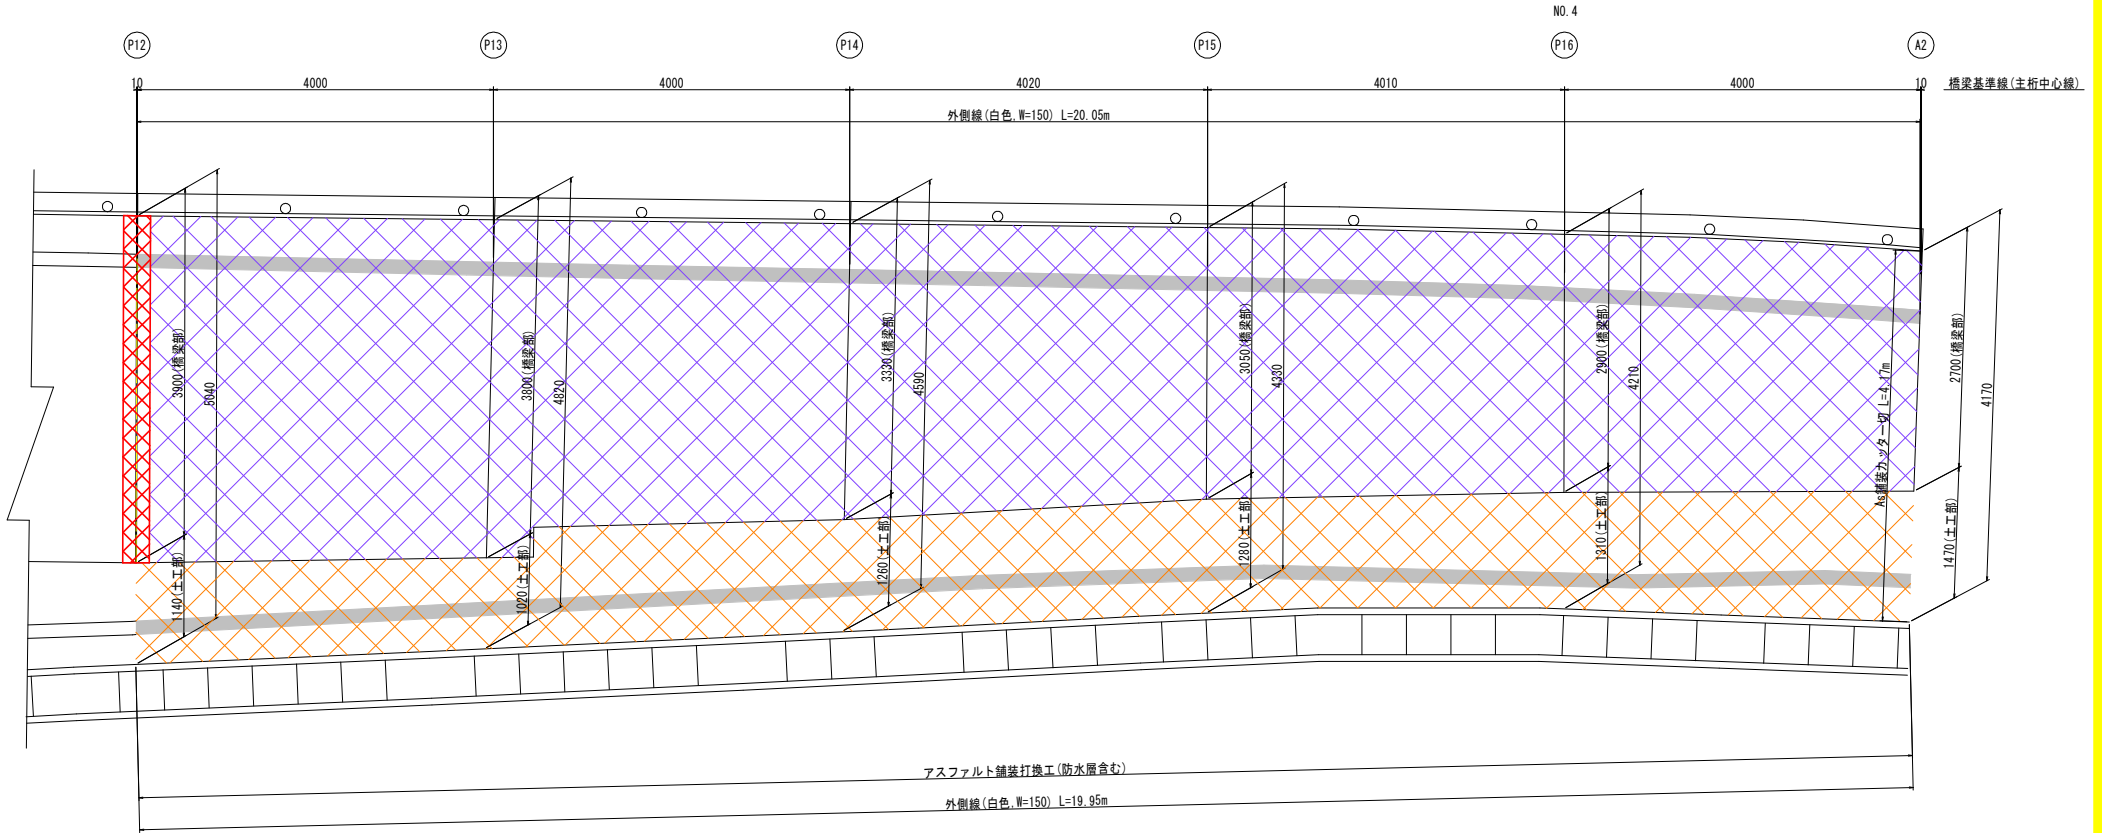 NO.4
P12
P13
P14
P15
P16
A2
10
4000
4000
4020
4010
4000
10
橋梁基準線(主桁中心線)
外側線(白色,W=150) L=20.05m
3900(橋梁部)
5040
3800(橋梁部)
4820
3330(橋梁部)
4590
3050(橋梁部)
4330
2900(橋梁部)
4210
As舗装カッター切 L=4.17m
2700(橋梁部)
4170
1140(土工部)
1020(土工部)
1260(土工部)
1280(土工部)
1310(土工部)
1470(土工部)
アスファルト舗装打換工(防水層含む)
外側線(白色,W=150) L=19.95m